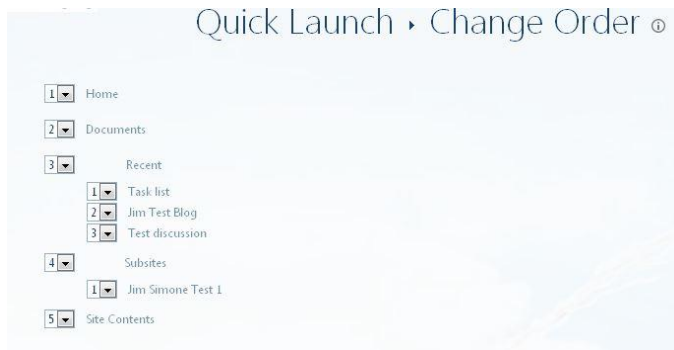 Quick Launch ▸ Change Order
1 Home
2 Documents
3 Recent
1 Task list
2 Jim Test Blog
3 Test discussion
4 Subsites
1 Jim Simone Test 1
5 Site Contents